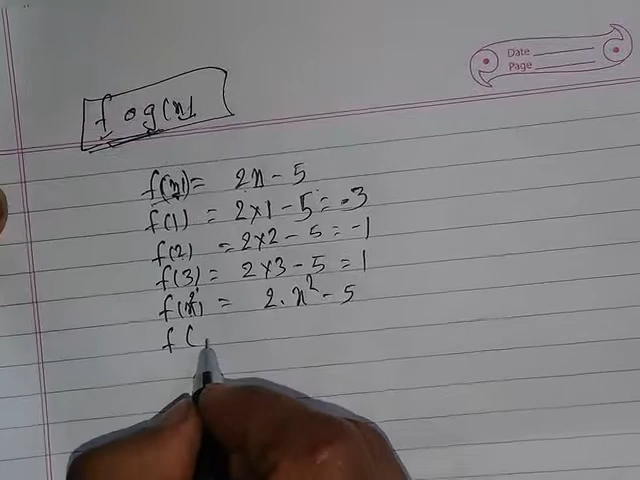 Date
Page
f o g(x)
f(x) = 2x - 5
f(1) = 2×1 - 5 = -3
f(2) = 2×2 - 5 = -1
f(3) = 2×3 - 5 = 1
f(x²) = 2.x² - 5
f(